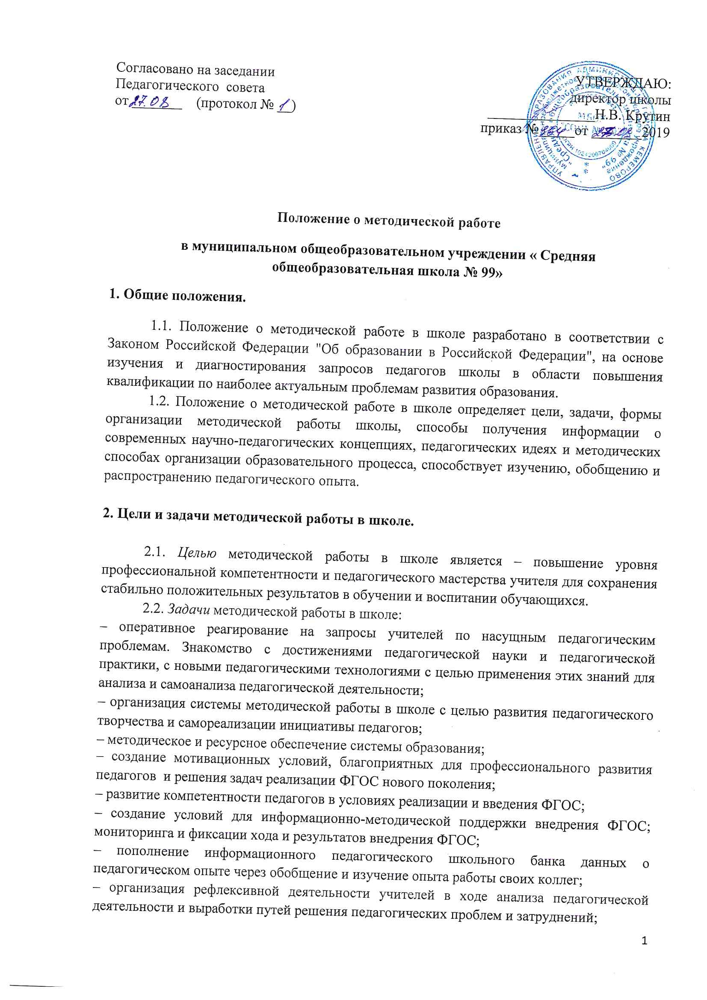 Согласовано на заседании
Педагогического совета
от 27.08 (протокол № 1)
УТВЕРЖДАЮ:
директор школы
Н.В. Крутин
приказ № от 27.08 2019
УПРАВЛЕНИЕ ОБРАЗОВАНИЯ АДМИНИСТРАЦИИ ГОРОДА КЕМЕРОВО
ОГРН
Положение о методической работе
в муниципальном общеобразовательном учреждении « Средняя
общеобразовательная школа № 99»
1. Общие положения.
1.1. Положение о методической работе в школе разработано в соответствии с
Законом Российской Федерации "Об образовании в Российской Федерации", на основе
изучения и диагностирования запросов педагогов школы в области повышения
квалификации по наиболее актуальным проблемам развития образования.
1.2. Положение о методической работе в школе определяет цели, задачи, формы
организации методической работы школы, способы получения информации о
современных научно-педагогических концепциях, педагогических идеях и методических
способах организации образовательного процесса, способствует изучению, обобщению и
распространению педагогического опыта.
2. Цели и задачи методической работы в школе.
2.1. Целью методической работы в школе является – повышение уровня
профессиональной компетентности и педагогического мастерства учителя для сохранения
стабильно положительных результатов в обучении и воспитании обучающихся.
2.2. Задачи методической работы в школе:
– оперативное реагирование на запросы учителей по насущным педагогическим
проблемам. Знакомство с достижениями педагогической науки и педагогической
практики, с новыми педагогическими технологиями с целью применения этих знаний для
анализа и самоанализа педагогической деятельности;
– организация системы методической работы в школе с целью развития педагогического
творчества и самореализации инициативы педагогов;
– методическое и ресурсное обеспечение системы образования;
– создание мотивационных условий, благоприятных для профессионального развития
педагогов и решения задач реализации ФГОС нового поколения;
– развитие компетентности педагогов в условиях реализации и введения ФГОС;
– создание условий для информационно-методической поддержки внедрения ФГОС;
мониторинга и фиксации хода и результатов внедрения ФГОС;
– пополнение информационного педагогического школьного банка данных о
педагогическом опыте через обобщение и изучение опыта работы своих коллег;
– организация рефлексивной деятельности учителей в ходе анализа педагогической
деятельности и выработки путей решения педагогических проблем и затруднений;
1